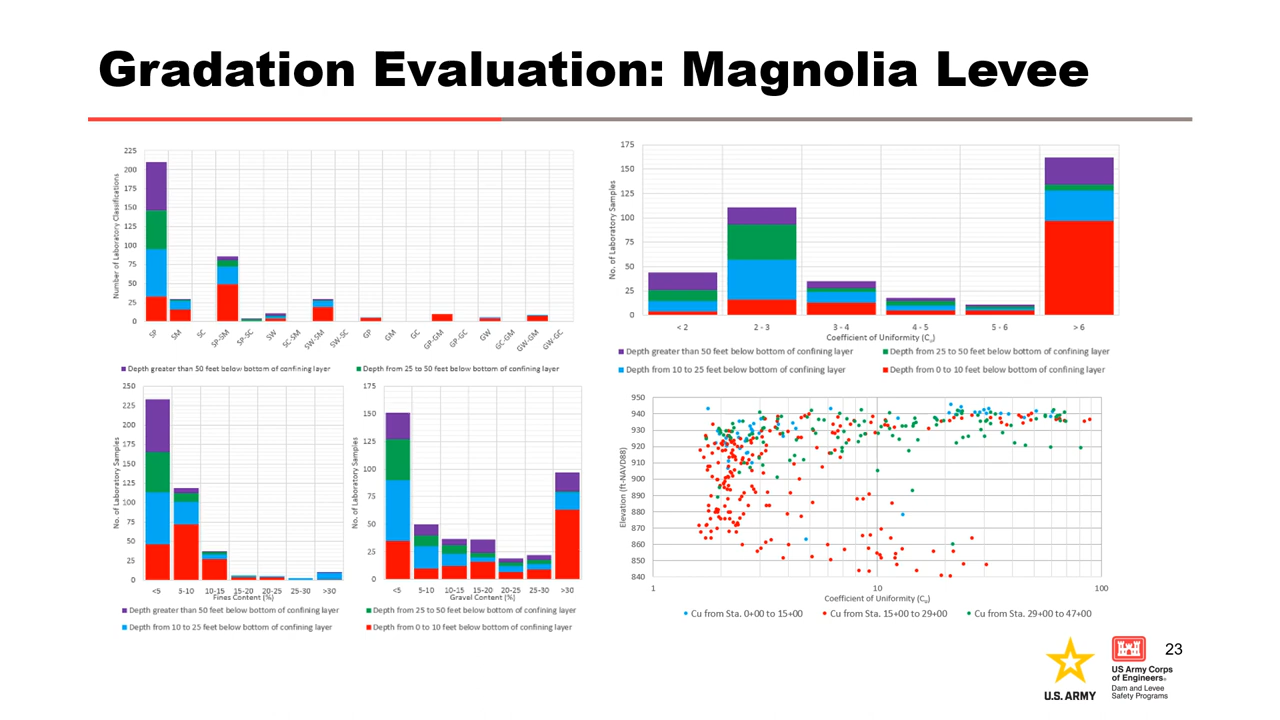 Gradation Evaluation: Magnolia Levee
Number of Laboratory Classifications
225
200
175
150
125
100
75
50
25
0
SP SM SC SP-SM SP-SC SW SC-SM SW-SM SW-SC GP GM GC GP-GM GP-GC GW GC-GM GW-GM GW-GC
Depth greater than 50 feet below bottom of confining layer Depth from 25 to 50 feet below bottom of confining layer
No. of Laboratory Samples
250
225
200
175
150
125
100
75
50
25
0
<5 5-10 10-15 15-20 20-25 25-30 >30
Fines Content (%)
No. of Laboratory Samples
175
150
125
100
75
50
25
0
<5 5-10 10-15 15-20 20-25 25-30 >30
Gravel Content (%)
Depth greater than 50 feet below bottom of confining layer Depth from 25 to 50 feet below bottom of confining layer
Depth from 10 to 25 feet below bottom of confining layer Depth from 0 to 10 feet below bottom of confining layer
No. of Laboratory Samples
175
150
125
100
75
50
25
0
< 2 2 - 3 3 - 4 4 - 5 5 - 6 > 6
Coefficient of Uniformity (Cu)
Depth greater than 50 feet below bottom of confining layer Depth from 25 to 50 feet below bottom of confining layer
Depth from 10 to 25 feet below bottom of confining layer Depth from 0 to 10 feet below bottom of confining layer
Elevation (ft-NAVD88)
950
940
930
920
910
900
890
880
870
860
850
840
1 10 100
Coefficient of Uniformity (Cu)
Cu from Sta. 0+00 to 15+00 Cu from Sta. 15+00 to 29+00 Cu from Sta. 29+00 to 47+00
U.S. ARMY
US Army Corps
of Engineers®
Dam and Levee
Safety Programs
23